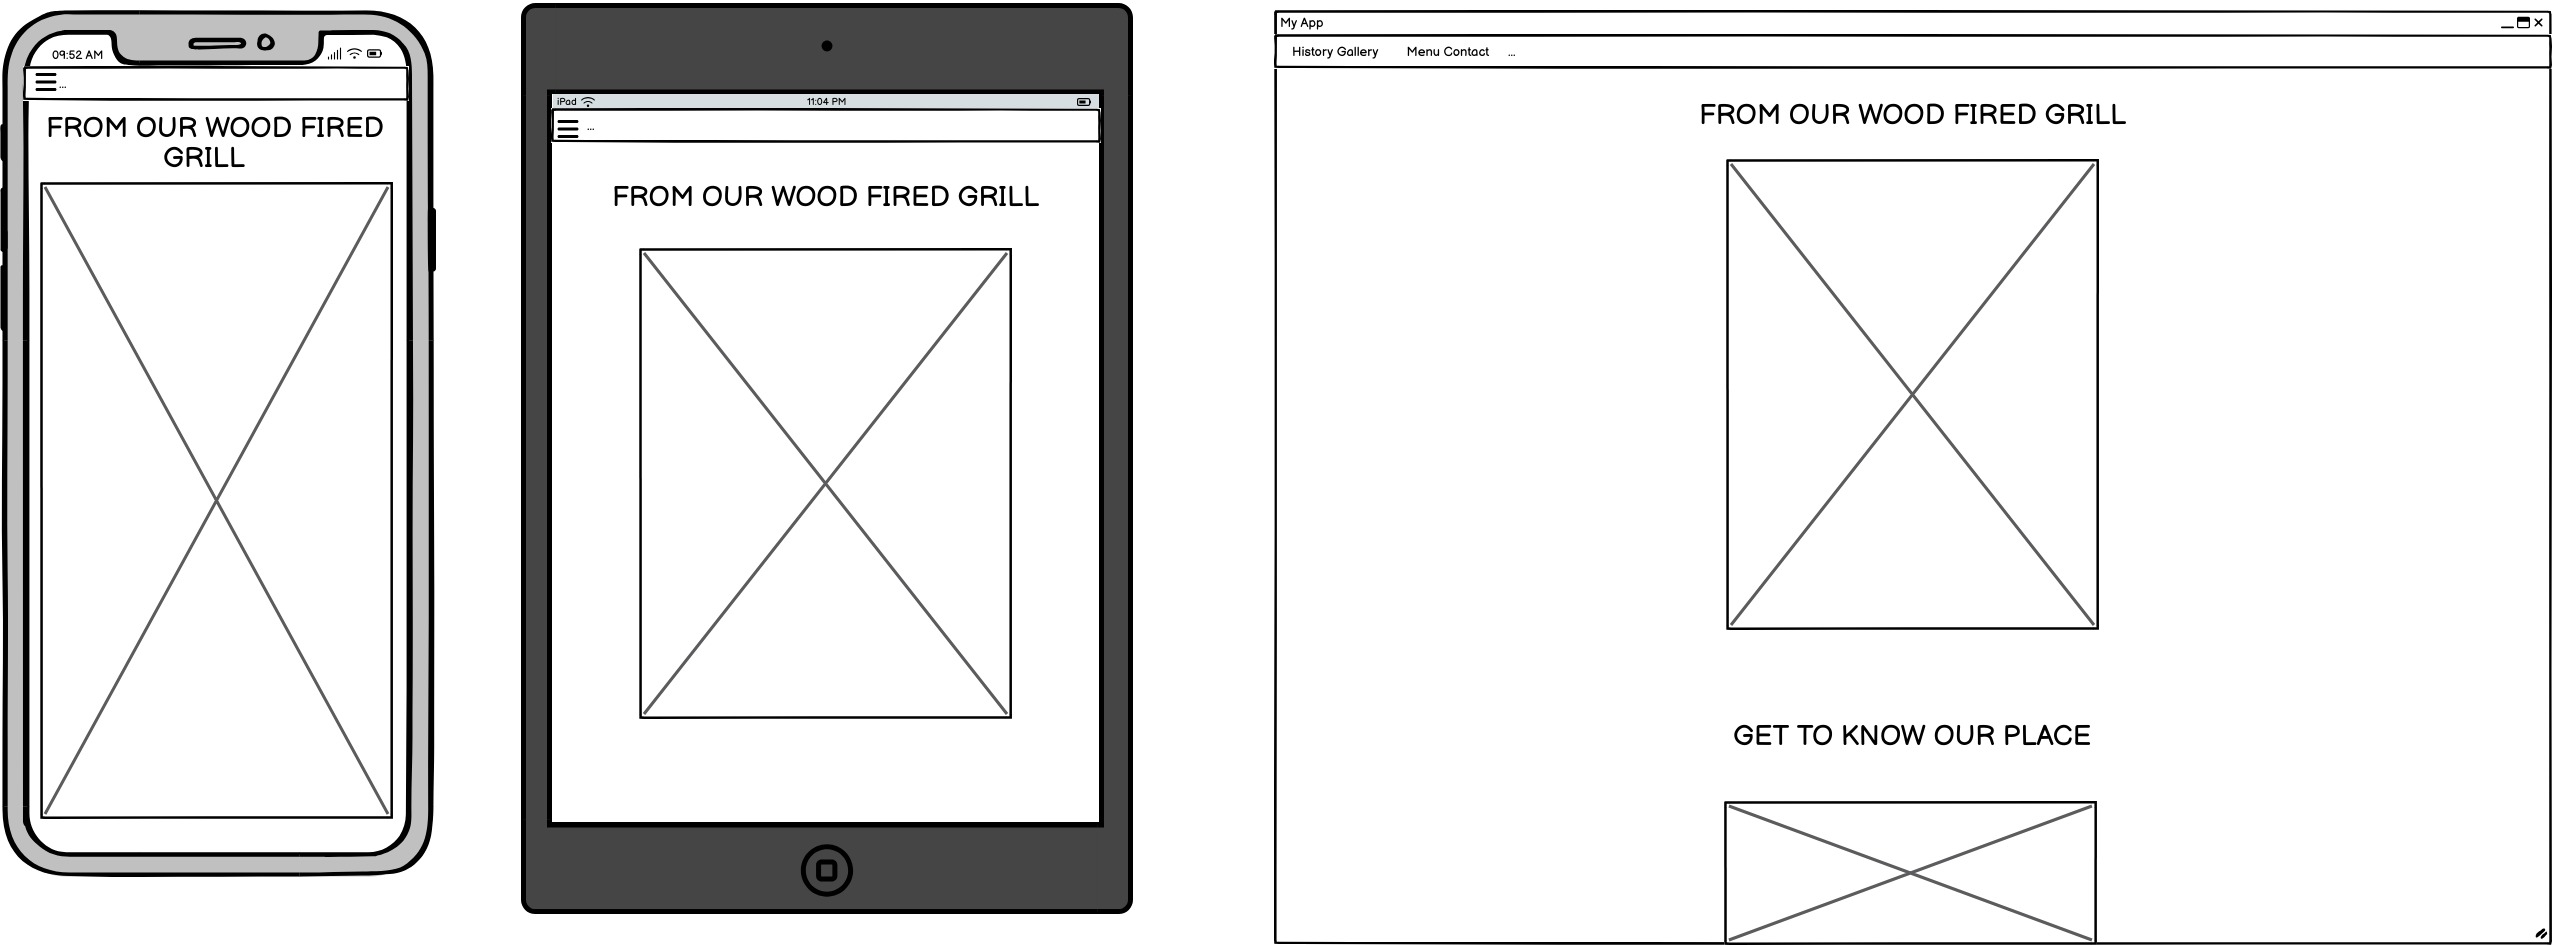 09:52 AM
...
FROM OUR WOOD FIRED
GRILL
iPad
11:04 PM
...
FROM OUR WOOD FIRED GRILL
My App
History Gallery Menu Contact ...
FROM OUR WOOD FIRED GRILL
GET TO KNOW OUR PLACE